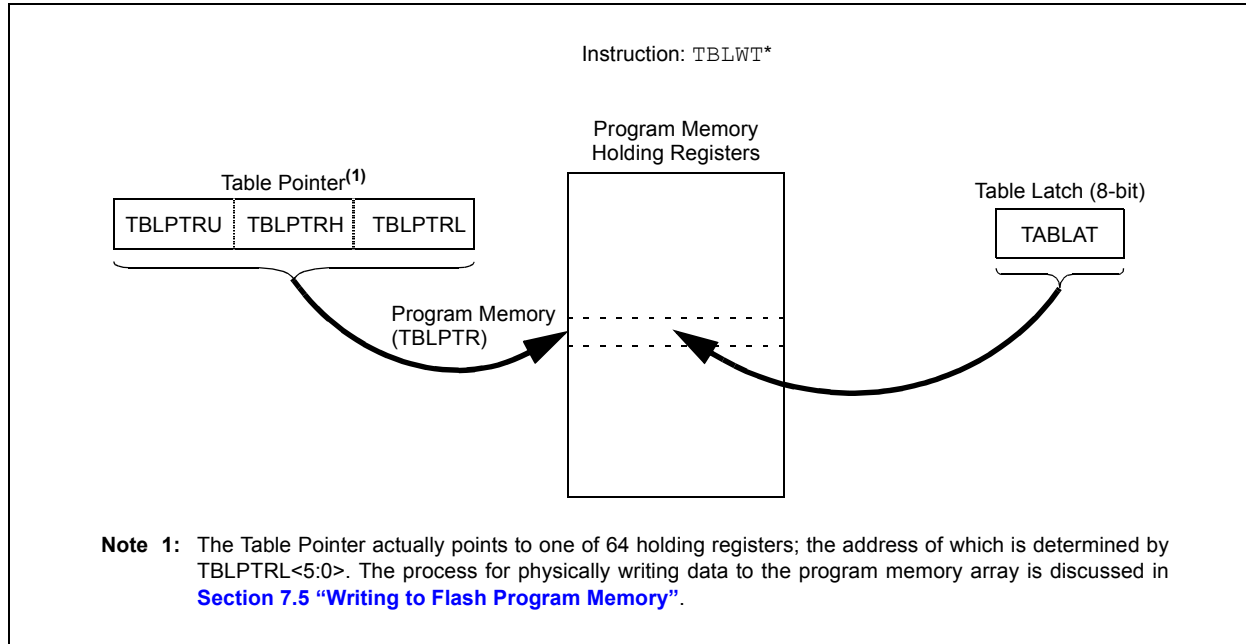 Instruction: TBLWT*
Program Memory
Holding Registers
Table Pointer(1)
Table Latch (8-bit)
TBLPTRU TBLPTRH TBLPTRL
TABLAT
Program Memory
(TBLPTR)
Note 1: The Table Pointer actually points to one of 64 holding registers; the address of which is determined by
TBLPTRL<5:0>. The process for physically writing data to the program memory array is discussed in
Section 7.5 “Writing to Flash Program Memory”.